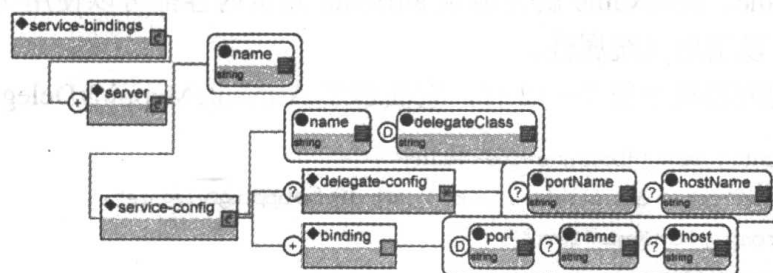 service-bindings
name
string
server
name
string
D
delegateClass
string
?
delegate-config
?
portName
string
?
hostName
string
service-config
+
binding
D
port
string
?
name
string
?
host
string
Deleg